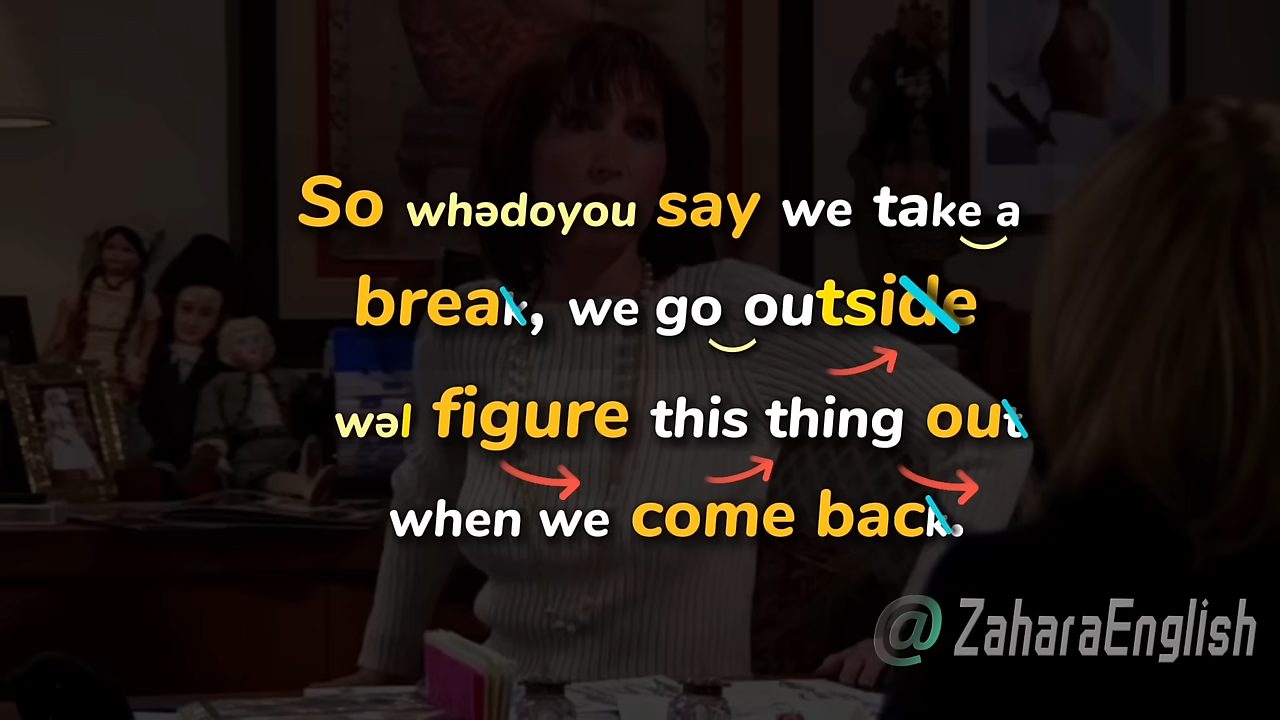 So whədoyou say we take a
break, we go outside
wəl figure this thing out
when we come back.
@ZaharaEnglish